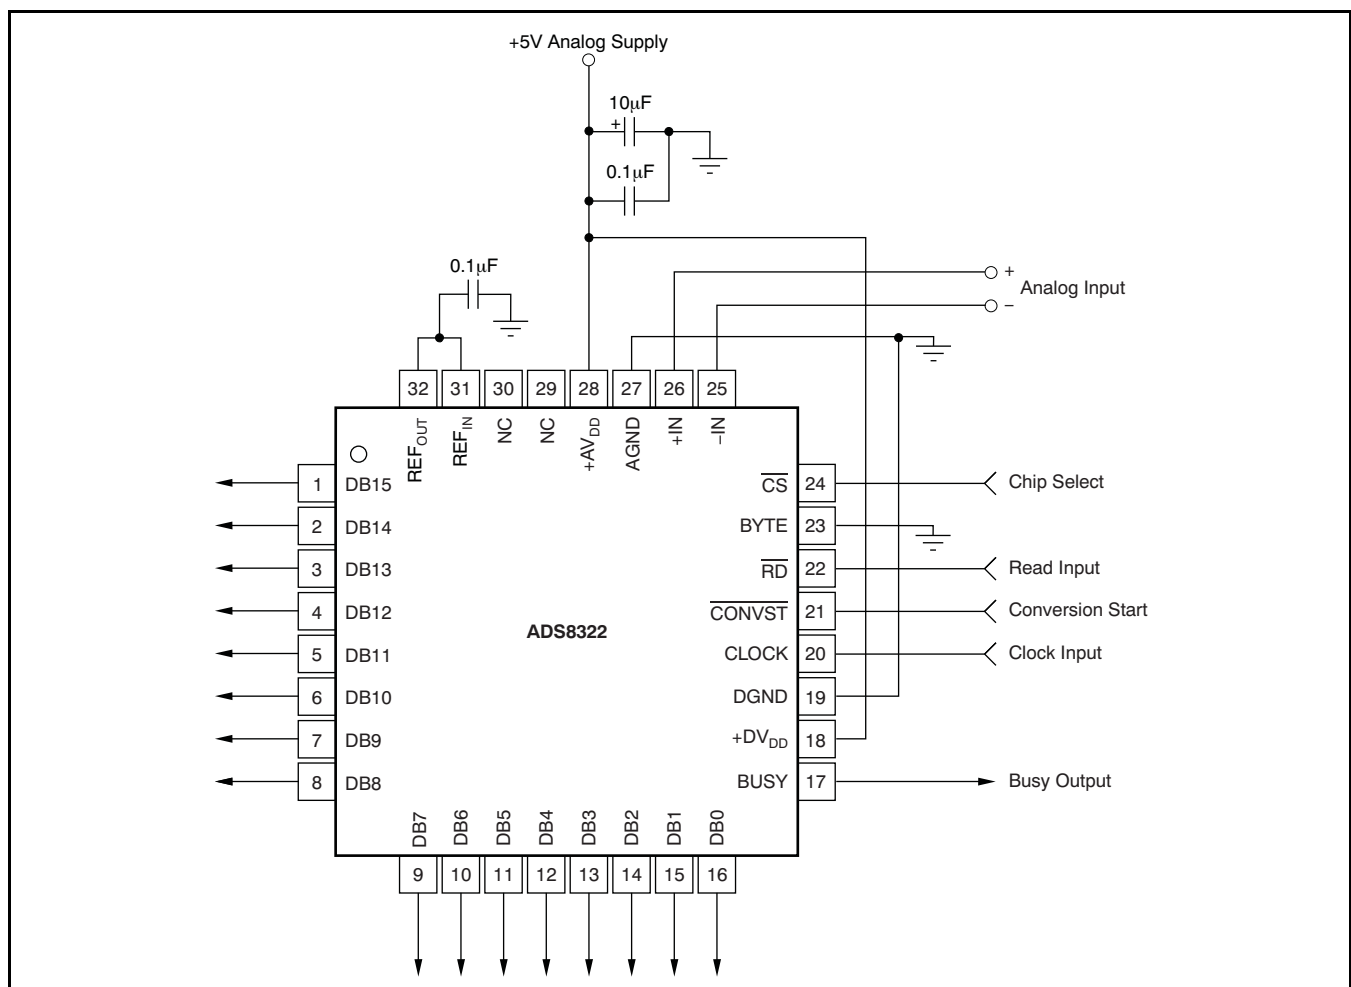 +5V Analog Supply
10µF
+
0.1µF
0.1µF
+
Analog Input
−
32 31 30 29 28 27 26 25
REFOUT REFIN NC NC +AVDD AGND +IN −IN
1 DB15 CS 24 Chip Select
2 DB14 BYTE 23
3 DB13 RD 22 Read Input
4 DB12 CONVST 21 Conversion Start
ADS8322
5 DB11 CLOCK 20 Clock Input
6 DB10 DGND 19
7 DB9 +DVDD 18
8 DB8 BUSY 17 Busy Output
DB7 DB6 DB5 DB4 DB3 DB2 DB1 DB0
9 10 11 12 13 14 15 16